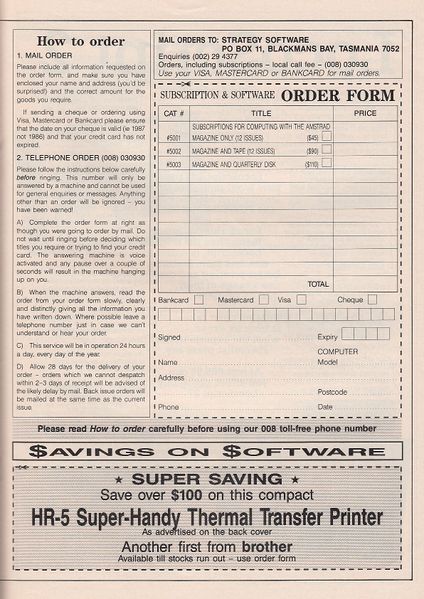 How to order
1. MAIL ORDER
Please include all information requested on
the order form, and make sure you have
enclosed your name and address (you'd be
surprised!) and the correct amount for the
goods you require.
If sending a cheque or ordering using
Visa, Mastercard or Bankcard please ensure
that the date on your cheque is valid (ie 1987
not 1986) and that your credit card has not
expired.
2. TELEPHONE ORDER (008) 030930
Please follow the instructions below carefully
before ringing. This number will only be
answered by a machine and cannot be used
for general enquiries or messages. Anything
other than an order will be ignored – you
have been warned!
A) Complete the order form at right as
though you were going to order by mail. Do
not wait until ringing before deciding which
titles you require or trying to find your credit
card. The answering machine is voice
activated and any pause over a couple of
seconds will result in the machine hanging
up on you.
B) When the machine answers, read the
order from your order form slowly, clearly
and distinctly giving all the information you
have written down. Where possible leave a
telephone number just in case we can't
understand or hear your order.
C) This service will be in operation 24 hours
a day, every day of the year.
D) Allow 28 days for the delivery of your
order – orders which we cannot despatch
within 2–3 days of receipt will be advised of
the likely delay by mail. Back issue orders will
be mailed at the same time as the current
issue.
MAIL ORDERS TO: STRATEGY SOFTWARE
PO BOX 11, BLACKMANS BAY, TASMANIA 7052
Enquiries (002) 29 4377
Orders, including subscriptions – local call fee – (008) 030930
Use your VISA, MASTERCARD or BANKCARD for mail orders.
SUBSCRIPTION & SOFTWARE ORDER FORM
CAT # TITLE PRICE
SUBSCRIPTIONS FOR COMPUTING WITH THE AMSTRAD
#5001 MAGAZINE ONLY (12 ISSUES) ($45)
#5002 MAGAZINE AND TAPE (12 ISSUES) ($90)
#5003 MAGAZINE AND QUARTERLY DISK ($110)
TOTAL
Bankcard Mastercard Visa Cheque
Signed Expiry
COMPUTER
Name Model
Address
Postcode
Phone Date
Please read How to order carefully before using our 008 toll-free phone number
$AVINGS ON $OFTWARE
★ SUPER SAVING ★
Save over $100 on this compact
HR-5 Super-Handy Thermal Transfer Printer
As advertised on the back cover
Another first from brother
Available till stocks run out – use order form